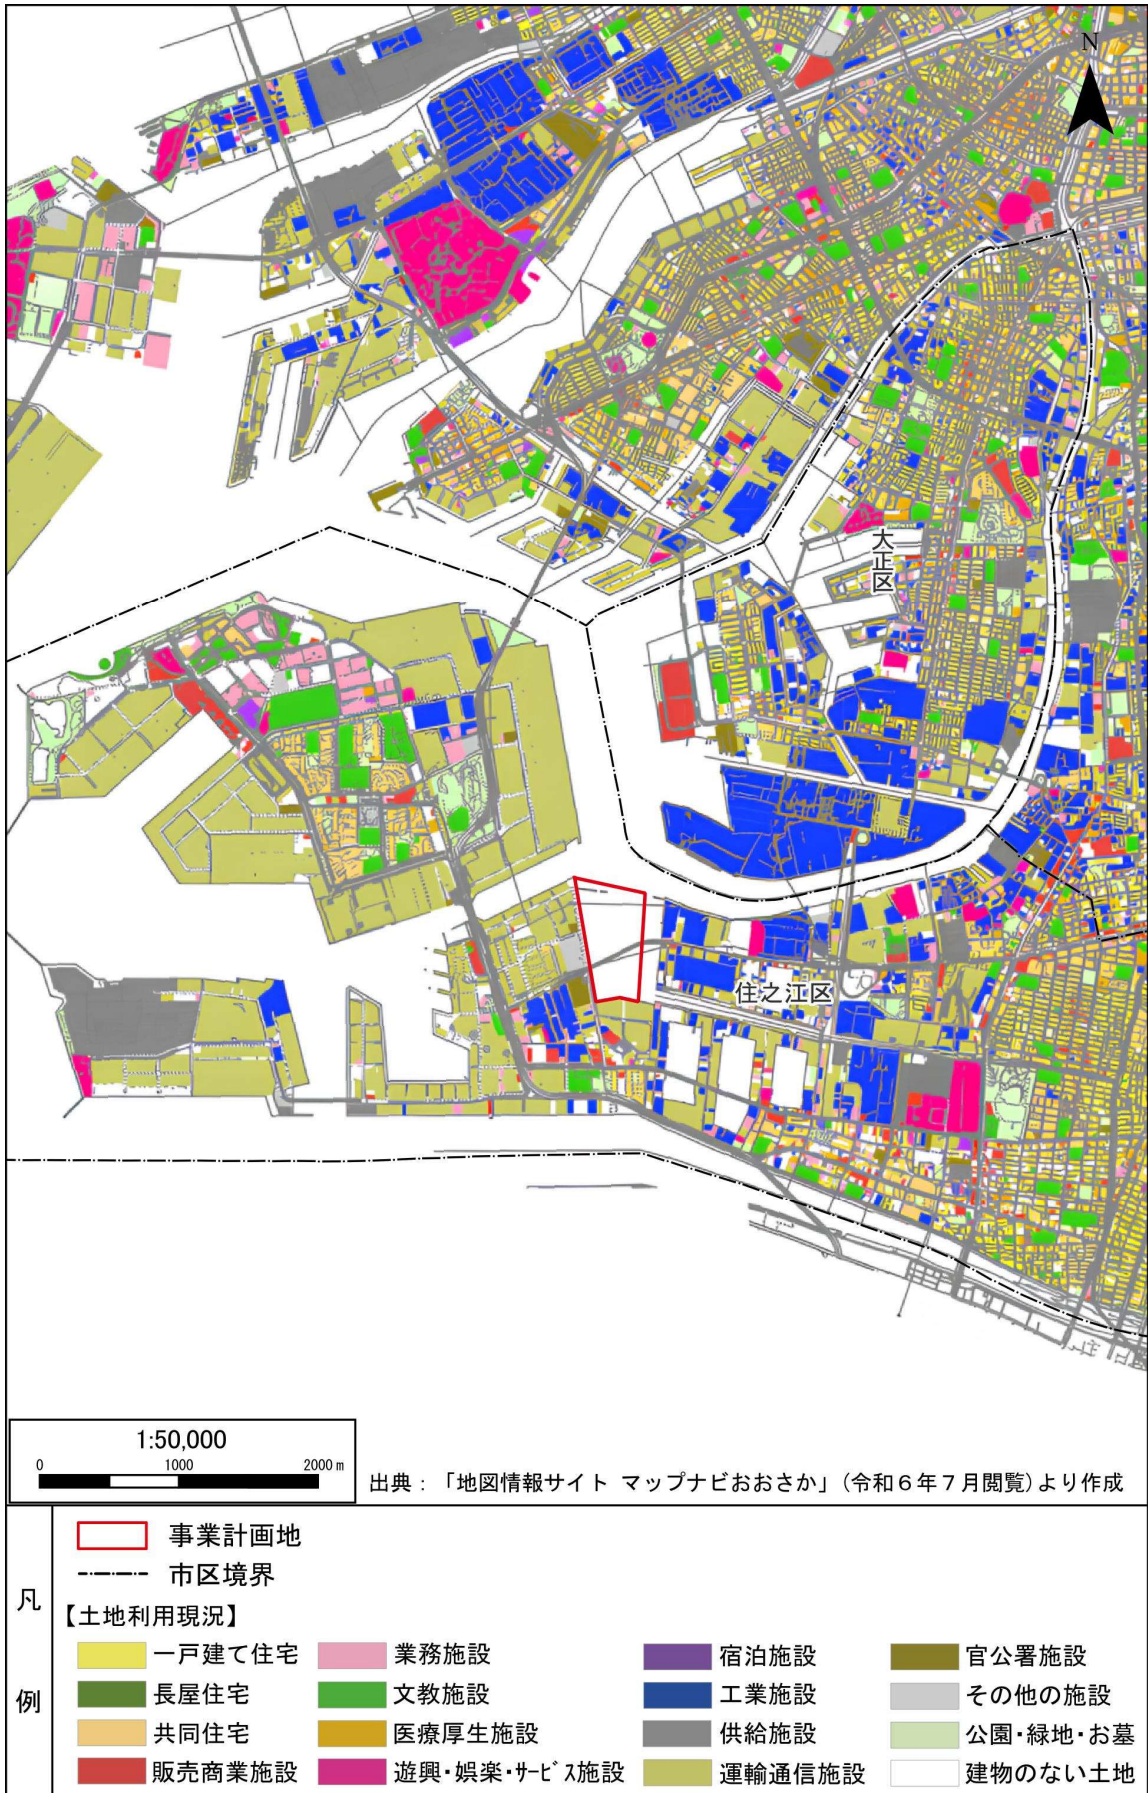 N
大正区
住之江区
1:50,000
0 1000 2000 m
出典：「地図情報サイト マップナビおおさか」(令和６年７月閲覧)より作成
凡例
事業計画地
市区境界
【土地利用現況】
一戸建て住宅 業務施設 宿泊施設 官公署施設
長屋住宅 文教施設 工業施設 その他の施設
共同住宅 医療厚生施設 供給施設 公園・緑地・お墓
販売商業施設 遊興・娯楽・ｻｰﾋﾞｽ施設 運輸通信施設 建物のない土地